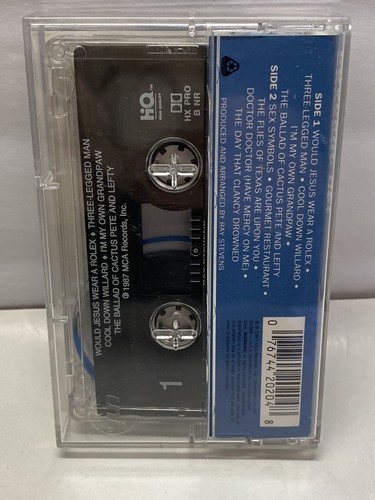 SIDE 1 WOULD JESUS WEAR A ROLEX •
THREE-LEGGED MAN • COOL DOWN WILLARD •
I'M MY OWN GRANDPAW •
THE BALLAD OF CACTUS PETE AND LEFTY
SIDE 2 SEX SYMBOLS • GOURMET RESTAURANT •
THE FLIES OF TEXAS ARE UPON YOU •
DOCTOR DOCTOR (HAVE MERCY ON ME) •
THE DAY THAT CLANCY DROWNED
PRODUCED AND ARRANGED BY RAY STEVENS
0 76744 20204 8
HQ
HIGH QUALITY
HX PRO
B NR
1
WOULD JESUS WEAR A ROLEX • THREE-LEGGED MAN
COOL DOWN WILLARD • I'M MY OWN GRANDPAW
THE BALLAD OF CACTUS PETE AND LEFTY
℗ 1987 MCA Records, Inc.